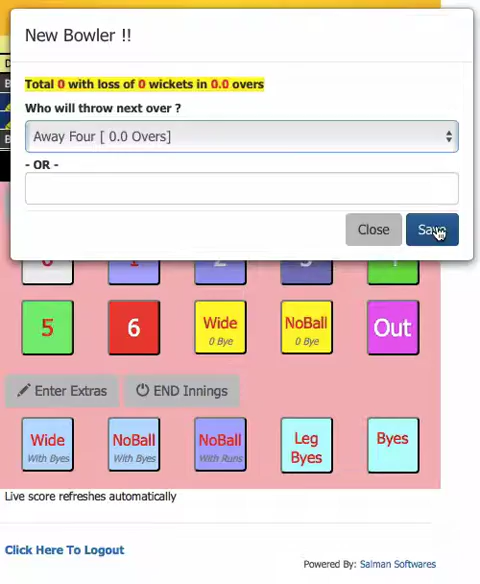 New Bowler !!
Total 0 with loss of 0 wickets in 0.0 overs
Who will throw next over ?
Away Four [ 0.0 Overs]
- OR -
Close
Save
5
6
Wide
0 Bye
NoBall
0 Bye
Out
Enter Extras
END Innings
Wide
With Byes
NoBall
With Byes
NoBall
With Runs
Leg
Byes
Byes
Live score refreshes automatically
Click Here To Logout
Powered By: Salman Softwares